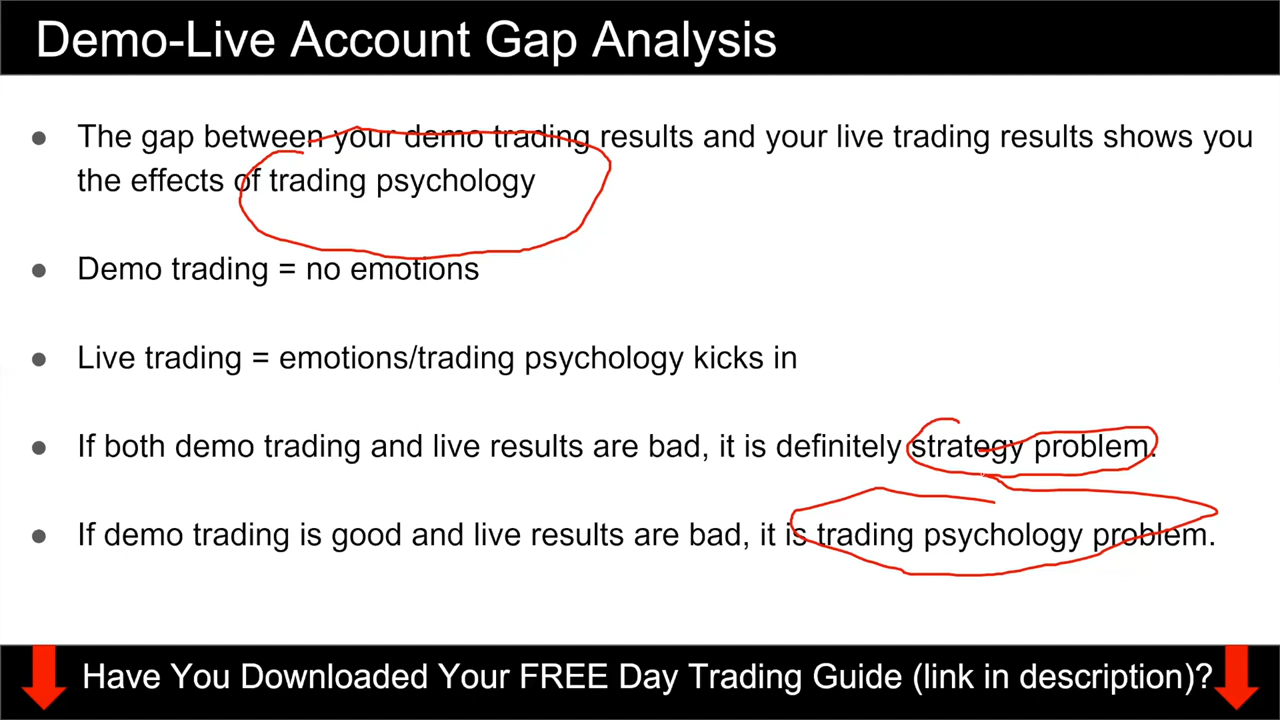 Demo-Live Account Gap Analysis
● The gap between your demo trading results and your live trading results shows you
the effects of trading psychology
● Demo trading = no emotions
● Live trading = emotions/trading psychology kicks in
● If both demo trading and live results are bad, it is definitely strategy problem.
● If demo trading is good and live results are bad, it is trading psychology problem.
Have You Downloaded Your FREE Day Trading Guide (link in description)?